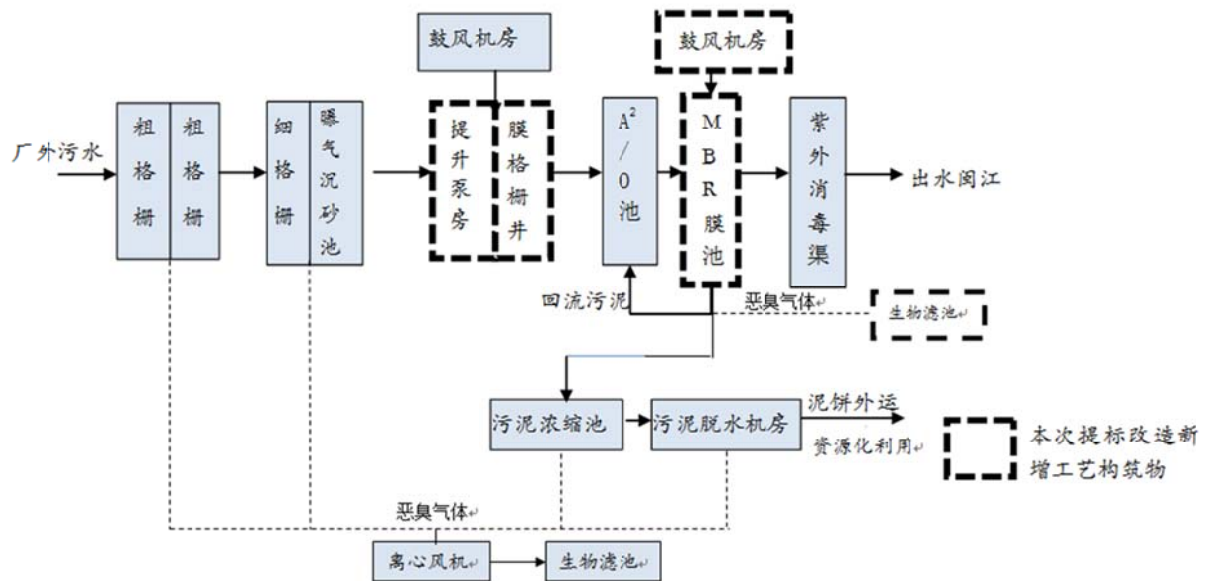 鼓风机房
鼓风机房
厂外污水
粗格栅
粗格栅
细格栅
曝气沉砂池
提升泵房
膜格栅井
A²/O池
MBR膜池
紫外消毒渠
出水闽江
回流污泥
恶臭气体
生物滤池
污泥浓缩池
污泥脱水机房
泥饼外运
资源化利用
本次提标改造新
增工艺构筑物
恶臭气体
离心风机
生物滤池